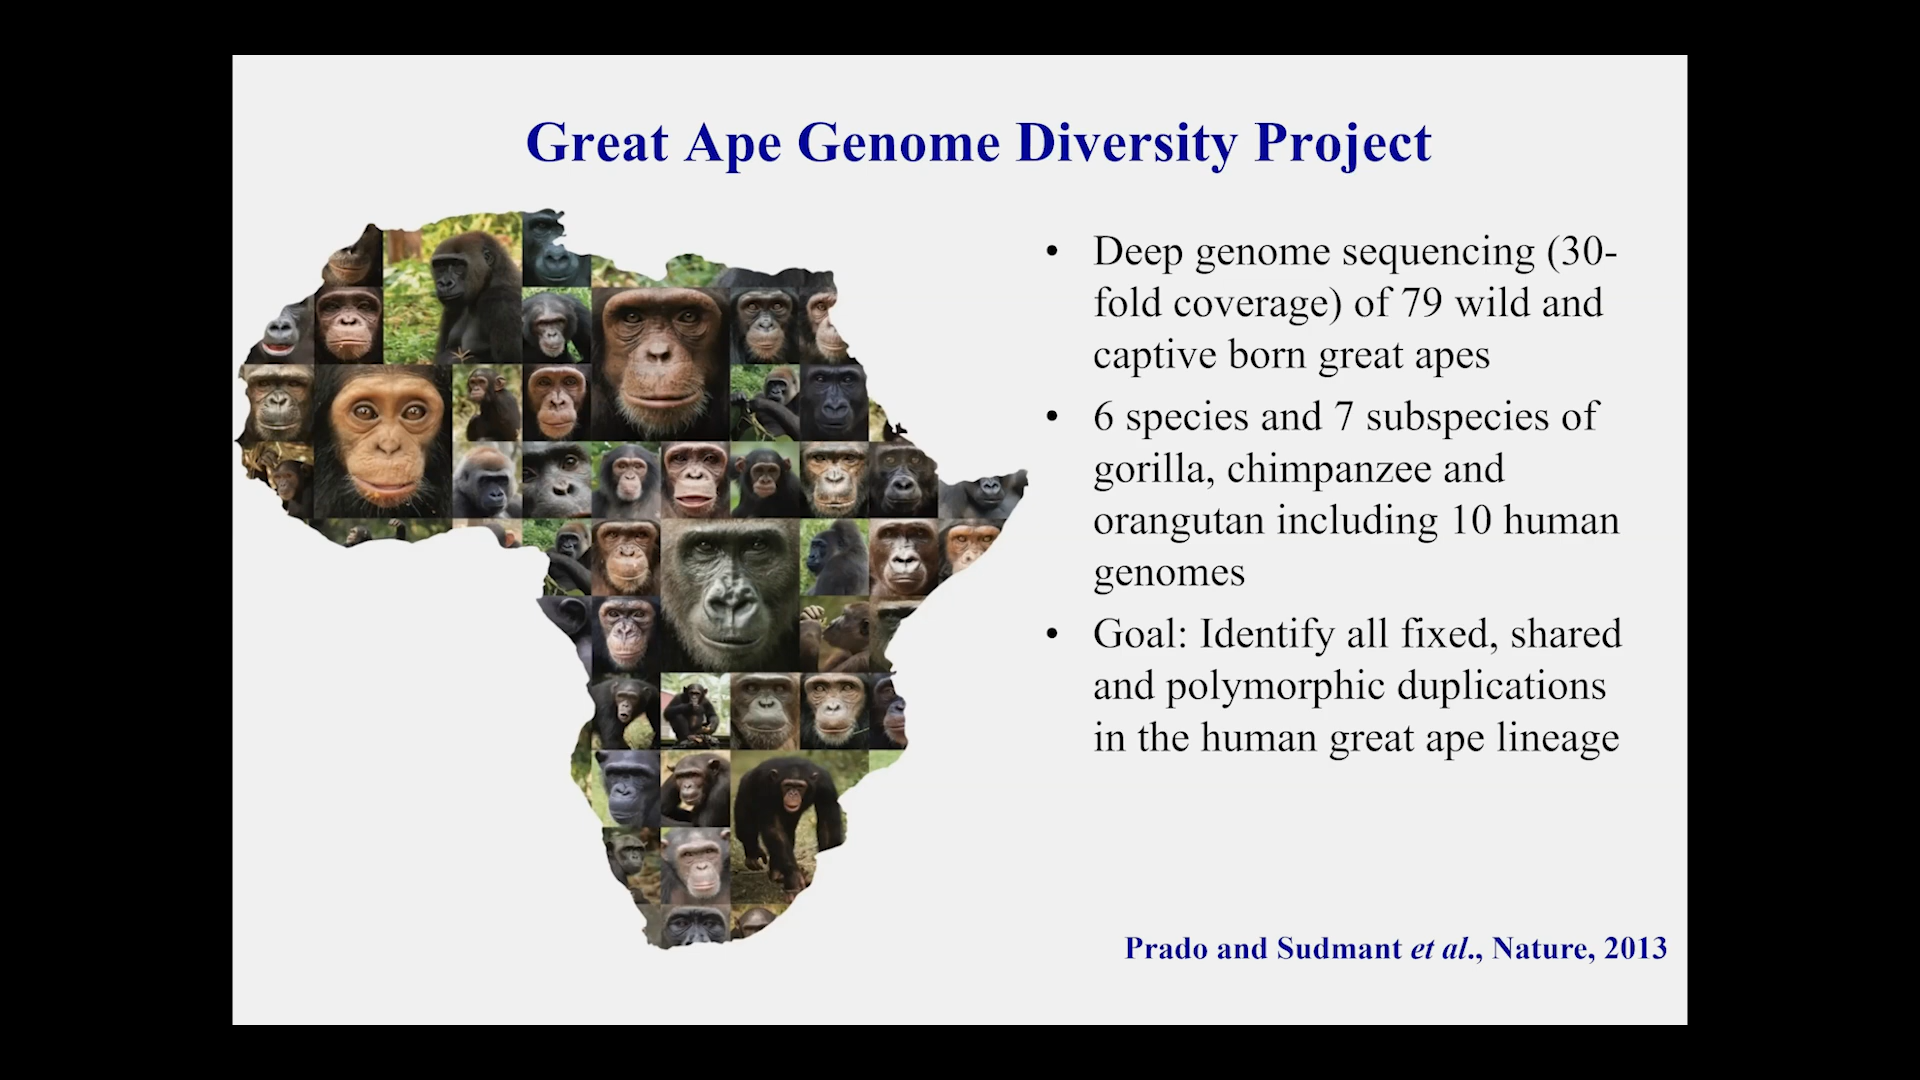 Great Ape Genome Diversity Project
• Deep genome sequencing (30-
fold coverage) of 79 wild and
captive born great apes
• 6 species and 7 subspecies of
gorilla, chimpanzee and
orangutan including 10 human
genomes
• Goal: Identify all fixed, shared
and polymorphic duplications
in the human great ape lineage
Prado and Sudmant et al., Nature, 2013